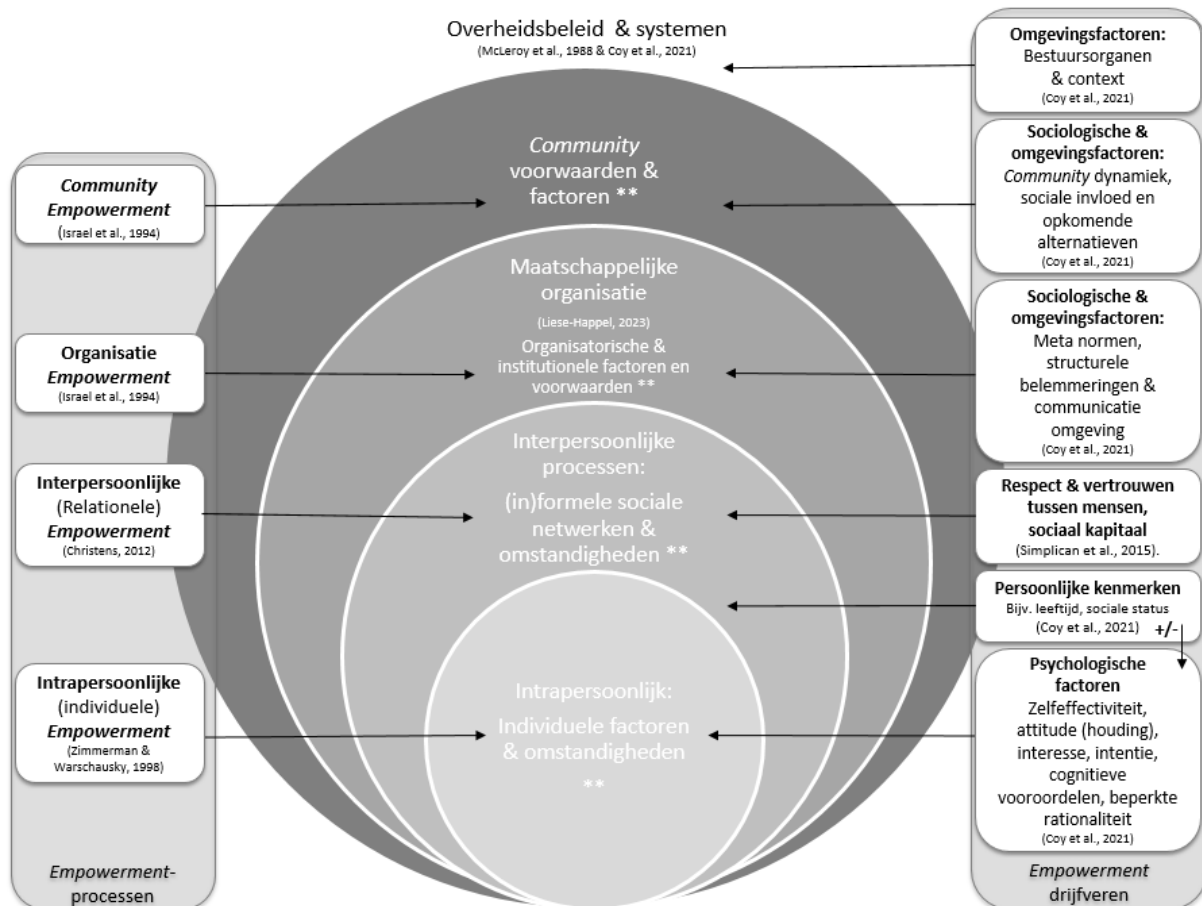 Overheidsbeleid & systemen
(McLeroy et al., 1988 & Coy et al., 2021)
Community
voorwaarden &
factoren **
Maatschappelijke
organisatie
(Liese-Happel, 2023)
Organisatorische &
institutionele factoren en
voorwaarden **
Interpersoonlijke
processen:
(in)formele sociale
netwerken &
omstandigheden **
Intrapersoonlijk:
Individuele factoren
& omstandigheden
**
Community
Empowerment
(Israel et al., 1994)
Organisatie
Empowerment
(Israel et al., 1994)
Interpersoonlijke
(Relationele)
Empowerment
(Christens, 2012)
Intrapersoonlijke
(individuele)
Empowerment
(Zimmerman &
Warschausky, 1998)
Empowerment-
processen
Omgevingsfactoren:
Bestuursorganen
& context
(Coy et al., 2021)
Sociologische &
omgevingsfactoren:
Community dynamiek,
sociale invloed en
opkomende
alternatieven
(Coy et al., 2021)
Sociologische &
omgevingsfactoren:
Meta normen,
structurele
belemmeringen &
communicatie
omgeving
(Coy et al., 2021)
Respect & vertrouwen
tussen mensen,
sociaal kapitaal
(Simplican et al., 2015).
Persoonlijke kenmerken
Bijv. leeftijd, sociale status
(Coy et al., 2021) +/-
Psychologische
factoren
Zelfeffectiviteit,
attitude (houding),
interesse, intentie,
cognitieve
vooroordelen, beperkte
rationaliteit
(Coy et al., 2021)
Empowerment
drijfveren